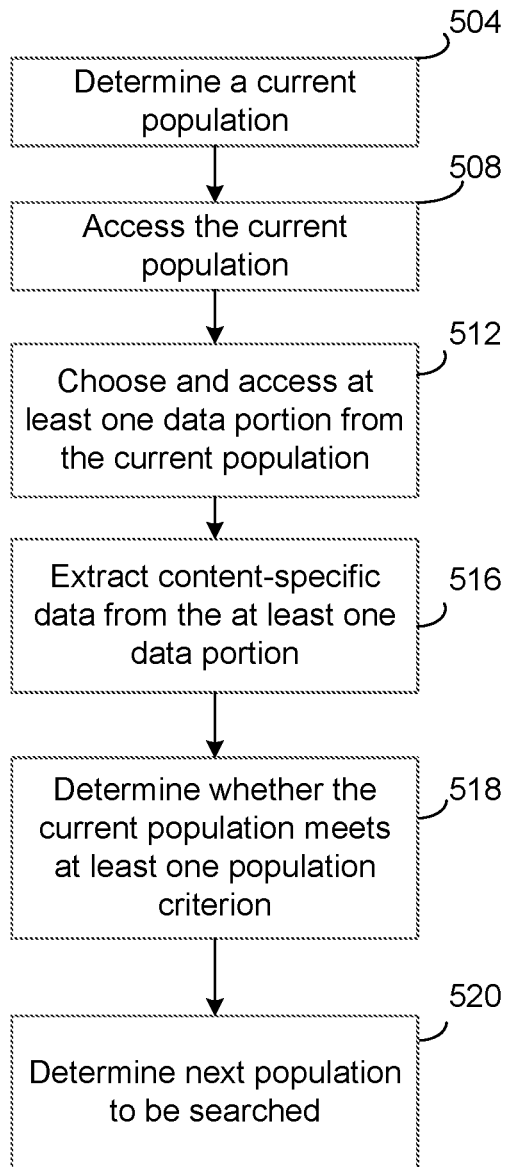 504
Determine a current
population
508
Access the current
population
512
Choose and access at
least one data portion from
the current population
516
Extract content-specific
data from the at least one
data portion
518
Determine whether the
current population meets
at least one population
criterion
520
Determine next population
to be searched